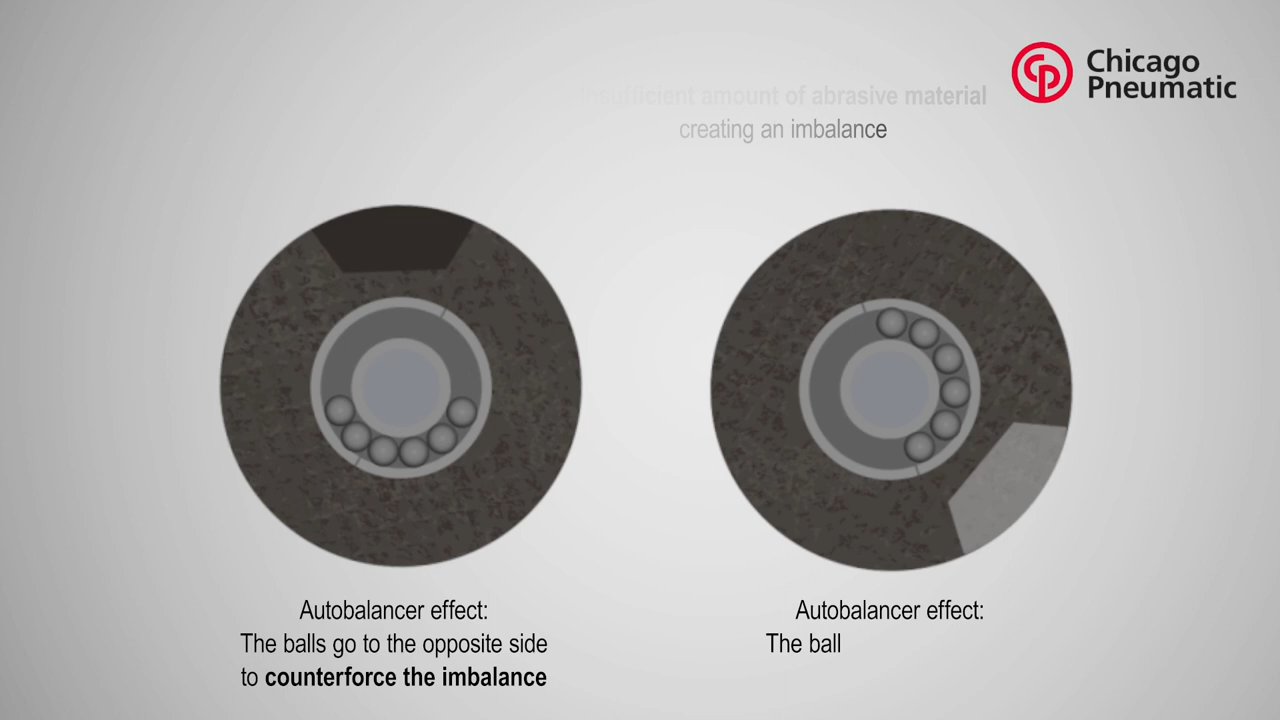 Chicago
Pneumatic
insufficient amount of abrasive material
creating an imbalance
Autobalancer effect:
The balls go to the opposite side
to counterforce the imbalance
Autobalancer effect:
The ball